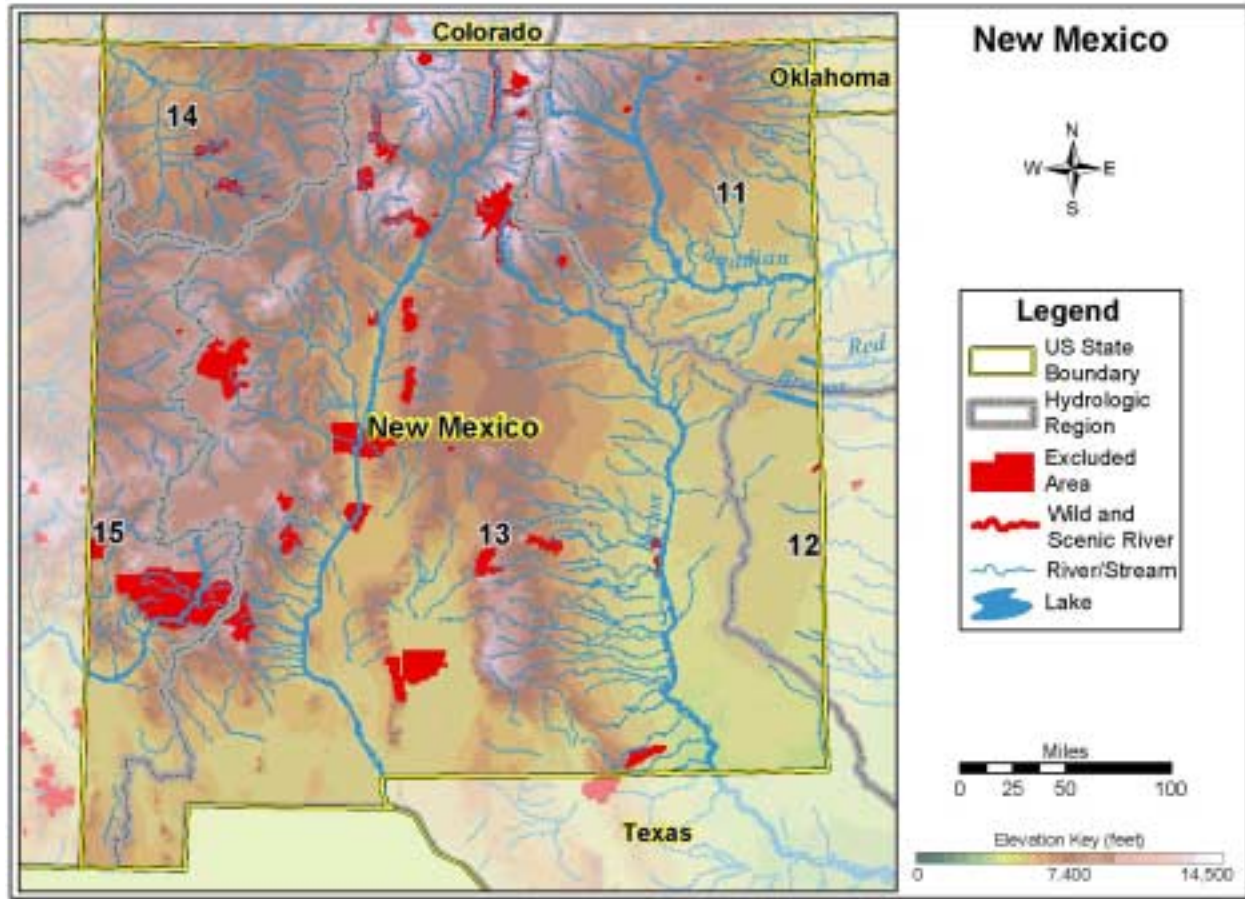 Colorado
New Mexico
Oklahoma
14
N
W E
S
11
Canadian
Legend
US State
Boundary
Red
Hydrologic
Region
New Mexico
Excluded
Area
15
13
12
Wild and
Scenic River
River/Stream
Lake
Miles
0 25 50 100
Texas
Elevation Key (feet)
0 7,400 14,500